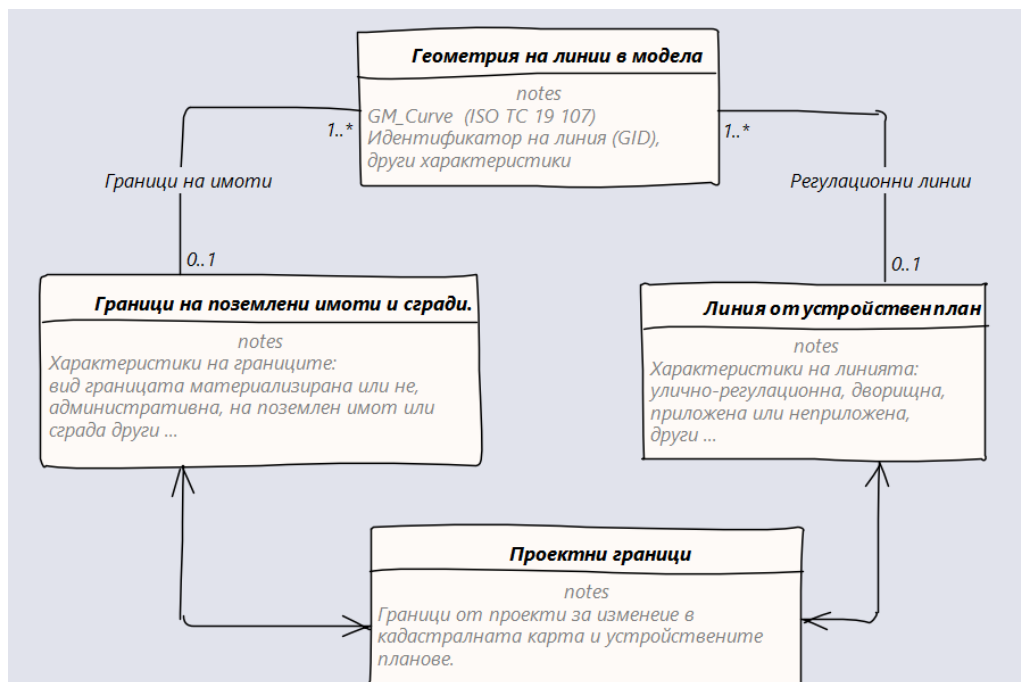 Геометрия на линии в модела
notes
GM_Curve (ISO TC 19 107)
Идентификатор на линия (GID),
други характеристики
1..*
1..*
Граници на имоти
Регулационни линии
0..1
0..1
Граници на поземлени имоти и сгради.
notes
Характеристики на границите:
вид границата материализирана или не,
административна, на поземлен имот или
сграда други ...
Линия от устройствен план
notes
Характеристики на линията:
улично-регулационна, дворищна,
приложена или неприложена,
други ...
Проектни граници
notes
Граници от проекти за изменеие в
кадастралната карта и устройствените
планове.